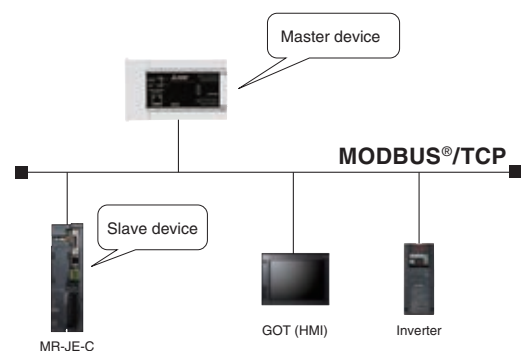 Master device
MODBUS®/TCP
Slave device
MR-JE-C
GOT (HMI)
Inverter